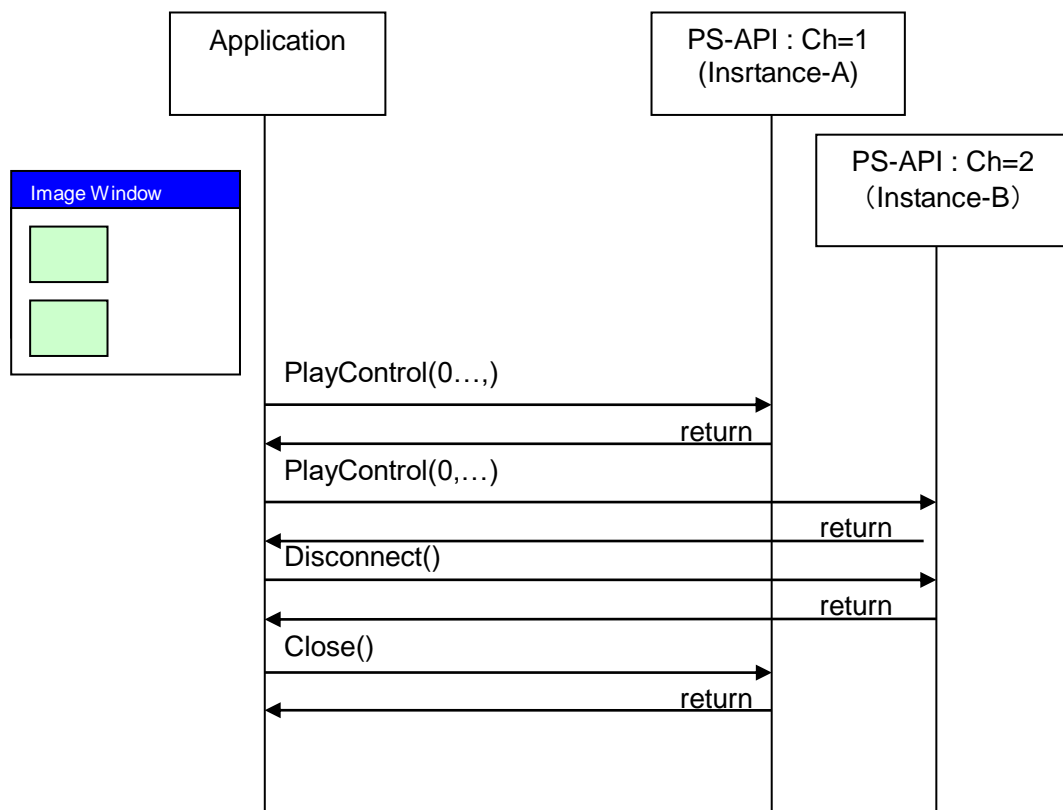 Application
PS-API : Ch=1
(Insrtance-A)
PS-API : Ch=2
（Instance-B）
Image Window
PlayControl(0…,)
return
PlayControl(0,…)
return
Disconnect()
return
Close()
return